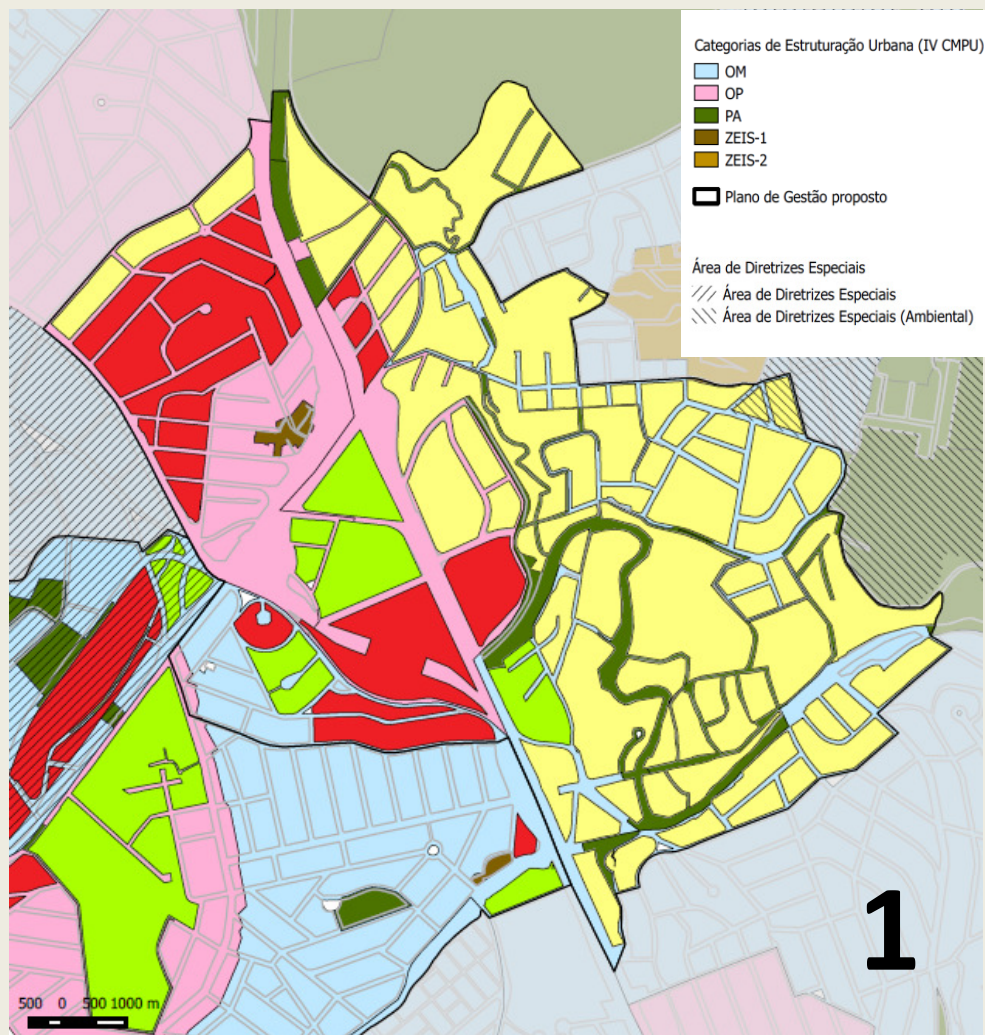 Categorias de Estruturação Urbana (IV CMPU)
OM
OP
PA
ZEIS-1
ZEIS-2
Plano de Gestão proposto
Área de Diretrizes Especiais
Área de Diretrizes Especiais
Área de Diretrizes Especiais (Ambiental)
1
500 0 500 1000 m